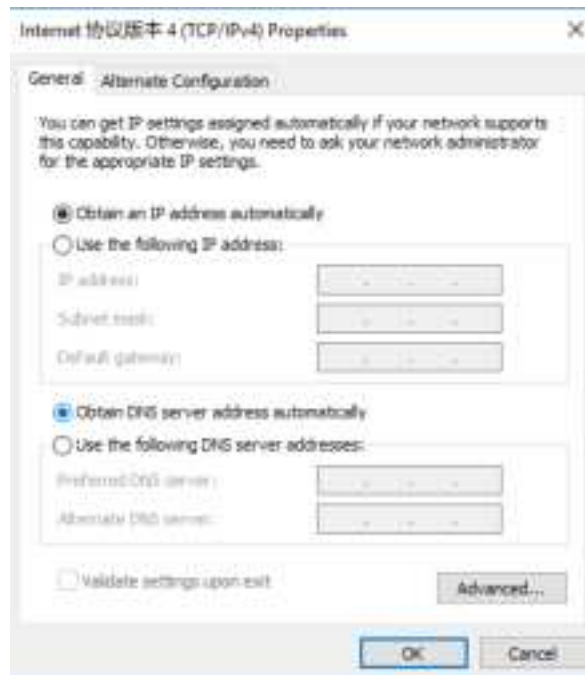 Internet 协议版本 4 (TCP/IPv4) Properties
General
Alternate Configuration
You can get IP settings assigned automatically if your network supports
this capability. Otherwise, you need to ask your network administrator
for the appropriate IP settings.
Obtain an IP address automatically
Use the following IP address:
IP address:
Subnet mask:
Default gateway:
Obtain DNS server address automatically
Use the following DNS server addresses:
Preferred DNS server:
Alternate DNS server:
Validate settings upon exit
Advanced...
OK
Cancel